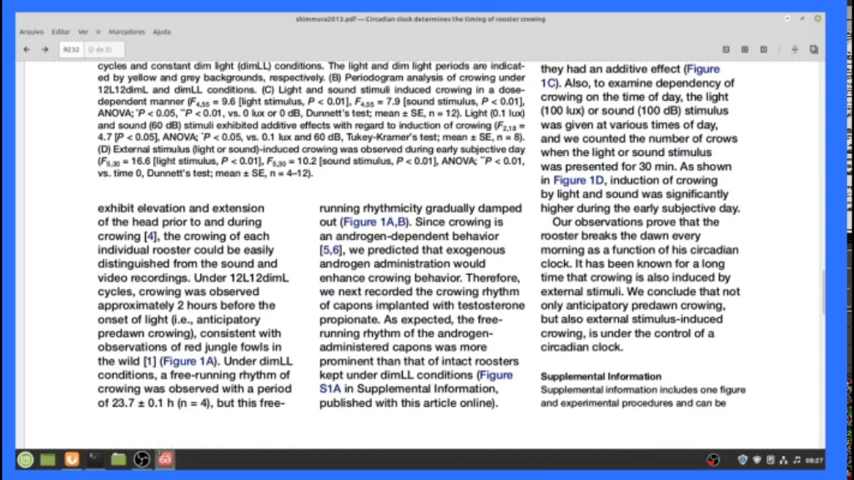 shimmura2013.pdf — Circadian clock determines the timing of rooster crowing
Arquivo Editar Ver Ir Marcadores Ajuda
R232 (2 de 3)
cycles and constant dim light (dimLL) conditions. The light and dim light periods are indicat-
ed by yellow and grey backgrounds, respectively. (B) Periodogram analysis of crowing under
12L12dimL and dimLL conditions. (C) Light and sound stimuli induced crowing in a dose-
dependent manner (F4,55 = 9.6 [light stimulus, P < 0.01], F4,55 = 7.9 [sound stimulus, P < 0.01],
ANOVA; *P < 0.05, **P < 0.01, vs. 0 lux or 0 dB, Dunnett's test; mean ± SE, n = 12). Light (0.1 lux)
and sound (60 dB) stimulus exhibited additive effects with regard to induction of crowing (F2,18 =
4.7 [P < 0.05], ANOVA; *P < 0.05, vs. 0.1 lux and 60 dB, Tukey-Kramer's test; mean ± SE, n = 8).
(D) External stimulus (light or sound)-induced crowing was observed during early subjective day
(F5,30 = 16.6 [light stimulus, P < 0.01], F5,30 = 10.2 [sound stimulus, P < 0.01], ANOVA; **P < 0.01,
vs. time 0, Dunnett's test; mean ± SE, n = 4–12).
exhibit elevation and extension
of the head prior to and during
crowing [4], the crowing of each
individual rooster could be easily
distinguished from the sound and
video recordings. Under 12L12dimL
cycles, crowing was observed
approximately 2 hours before the
onset of light (i.e., anticipatory
predawn crowing), consistent with
observations of red jungle fowls in
the wild [1] (Figure 1A). Under dimLL
conditions, a free-running rhythm of
crowing was observed with a period
of 23.7 ± 0.1 h (n = 4), but this free-
running rhythmicity gradually damped
out (Figure 1A,B). Since crowing is
an androgen-dependent behavior
[5,6], we predicted that exogenous
androgen administration would
enhance crowing behavior. Therefore,
we next recorded the crowing rhythm
of capons implanted with testosterone
propionate. As expected, the free-
running rhythm of the androgen-
administered capons was more
prominent than that of intact roosters
kept under dimLL conditions (Figure
S1A in Supplemental Information,
published with this article online).
they had an additive effect (Figure
1C). Also, to examine dependency of
crowing on the time of day, the light
(100 lux) or sound (100 dB) stimulus
was given at various times of day,
and we counted the number of crows
when the light or sound stimulus
was presented for 30 min. As shown
in Figure 1D, induction of crowing
by light and sound was significantly
higher during the early subjective day.
Our observations prove that the
rooster breaks the dawn every
morning as a function of his circadian
clock. It has been known for a long
time that crowing is also induced by
external stimuli. We conclude that not
only anticipatory predawn crowing,
but also external stimulus-induced
crowing, is under the control of a
circadian clock.
Supplemental Information
Supplemental information includes one figure
and experimental procedures and can be
00:27